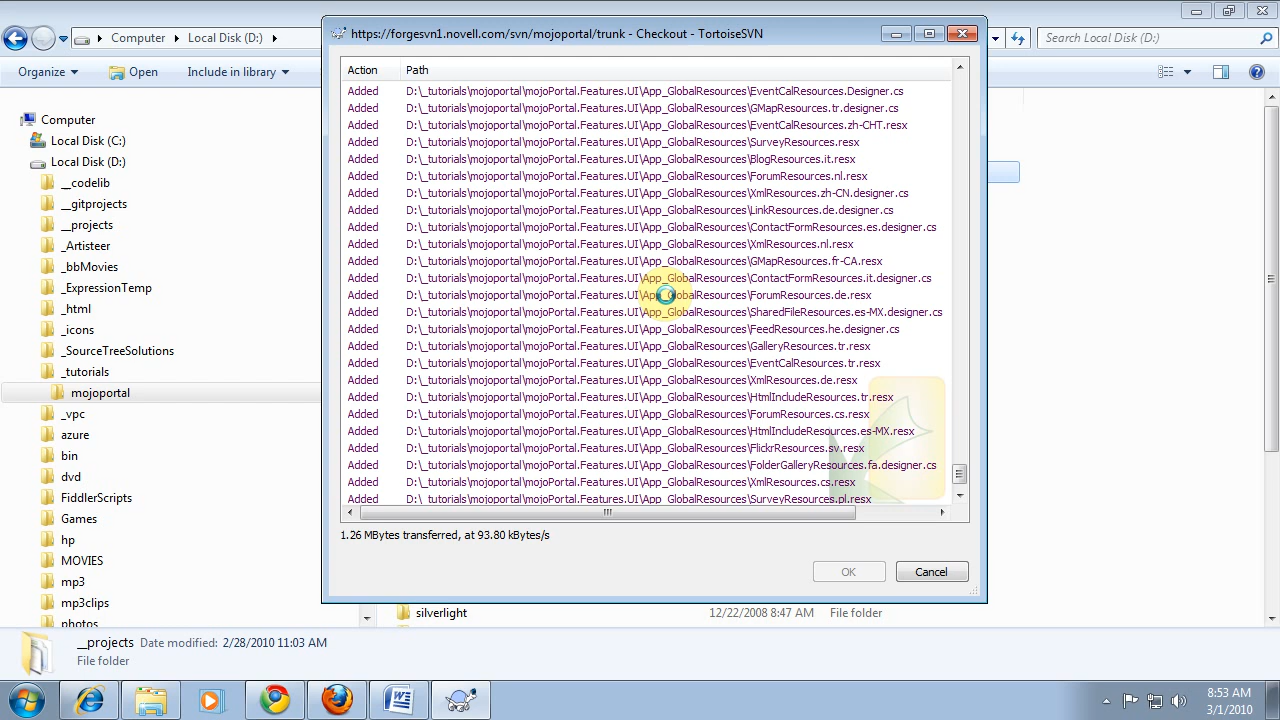 https://forgesvn1.novell.com/svn/mojoportal/trunk - Checkout - TortoiseSVN
Computer
Local Disk (D:)
Search Local Disk (D:)
Organize
Open
Include in library
Computer
Local Disk (C:)
Local Disk (D:)
__codelib
__gitprojects
__projects
_Artisteer
_bbMovies
_ExpressionTemp
_html
_icons
_SourceTreeSolutions
_tutorials
mojoportal
_vpc
azure
bin
dvd
FiddlerScripts
Games
hp
MOVIES
mp3
mp3clips
photos
Action Path
Added D:\_tutorials\mojoportal\mojoPortal.Features.UI\App_GlobalResources\EventCalResources.Designer.cs
Added D:\_tutorials\mojoportal\mojoPortal.Features.UI\App_GlobalResources\GMapResources.tr.designer.cs
Added D:\_tutorials\mojoportal\mojoPortal.Features.UI\App_GlobalResources\EventCalResources.zh-CHT.resx
Added D:\_tutorials\mojoportal\mojoPortal.Features.UI\App_GlobalResources\SurveyResources.resx
Added D:\_tutorials\mojoportal\mojoPortal.Features.UI\App_GlobalResources\BlogResources.it.resx
Added D:\_tutorials\mojoportal\mojoPortal.Features.UI\App_GlobalResources\ForumResources.nl.resx
Added D:\_tutorials\mojoportal\mojoPortal.Features.UI\App_GlobalResources\XmlResources.zh-CN.designer.cs
Added D:\_tutorials\mojoportal\mojoPortal.Features.UI\App_GlobalResources\LinkResources.de.designer.cs
Added D:\_tutorials\mojoportal\mojoPortal.Features.UI\App_GlobalResources\ContactFormResources.es.designer.cs
Added D:\_tutorials\mojoportal\mojoPortal.Features.UI\App_GlobalResources\XmlResources.nl.resx
Added D:\_tutorials\mojoportal\mojoPortal.Features.UI\App_GlobalResources\GMapResources.fr-CA.resx
Added D:\_tutorials\mojoportal\mojoPortal.Features.UI\App_GlobalResources\ContactFormResources.it.designer.cs
Added D:\_tutorials\mojoportal\mojoPortal.Features.UI\App_GlobalResources\ForumResources.de.resx
Added D:\_tutorials\mojoportal\mojoPortal.Features.UI\App_GlobalResources\SharedFileResources.es-MX.designer.cs
Added D:\_tutorials\mojoportal\mojoPortal.Features.UI\App_GlobalResources\FeedResources.he.designer.cs
Added D:\_tutorials\mojoportal\mojoPortal.Features.UI\App_GlobalResources\GalleryResources.tr.resx
Added D:\_tutorials\mojoportal\mojoPortal.Features.UI\App_GlobalResources\EventCalResources.tr.resx
Added D:\_tutorials\mojoportal\mojoPortal.Features.UI\App_GlobalResources\XmlResources.de.resx
Added D:\_tutorials\mojoportal\mojoPortal.Features.UI\App_GlobalResources\HtmlIncludeResources.tr.resx
Added D:\_tutorials\mojoportal\mojoPortal.Features.UI\App_GlobalResources\ForumResources.cs.resx
Added D:\_tutorials\mojoportal\mojoPortal.Features.UI\App_GlobalResources\HtmlIncludeResources.es-MX.resx
Added D:\_tutorials\mojoportal\mojoPortal.Features.UI\App_GlobalResources\FlickrResources.sv.resx
Added D:\_tutorials\mojoportal\mojoPortal.Features.UI\App_GlobalResources\FolderGalleryResources.fa.designer.cs
Added D:\_tutorials\mojoportal\mojoPortal.Features.UI\App_GlobalResources\XmlResources.cs.resx
Added D:\_tutorials\mojoportal\mojoPortal.Features.UI\App_GlobalResources\SurveyResources.pl.resx
1.26 MBytes transferred, at 93.80 kBytes/s
OK
Cancel
silverlight 12/22/2008 8:47 AM File folder
__projects Date modified: 2/28/2010 11:03 AM
File folder
8:53 AM
3/1/2010